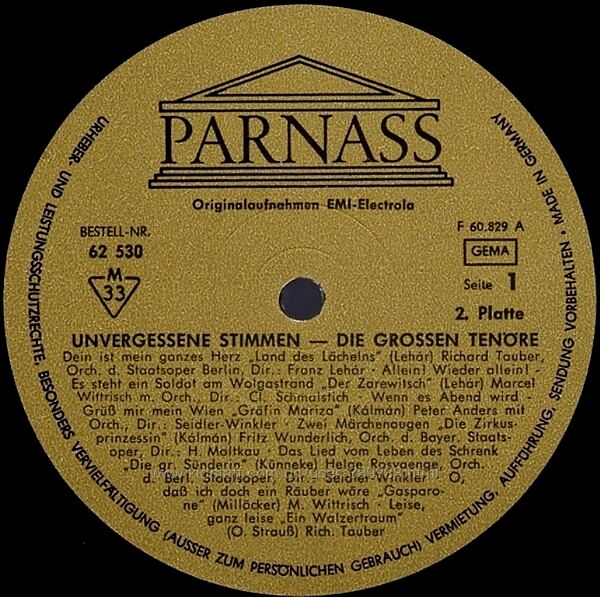 PARNASS
Originalaufnahmen EMI-Electrola
BESTELL-NR.
62 530
M
33
F 60.829 A
GEMA
Seite 1
2. Platte
UNVERGESSENE STIMMEN — DIE GROSSEN TENÖRE
Dein ist mein ganzes Herz „Land des Lächelns" (Lehár) Richard Tauber,
Orch. d. Staatsoper Berlin, Dir.: Franz Lehár · Allein! Wieder allein! -
Es steht ein Soldat am Wolgastrand „Der Zarewitsch" (Lehár) Marcel
Wittrisch m. Orch., Dir.: Cl. Schmalstich · Wenn es Abend wird -
Grüß mir mein Wien „Gräfin Mariza" (Kálmán) Peter Anders mit
Orch., Dir.: Seidler-Winkler · Zwei Märchenaugen „Die Zirkus-
prinzessin" (Kálmán) Fritz Wunderlich, Orch. d. Bayer. Staats-
oper, Dir.: H. Moltkau · Das Lied vom Leben des Schrenk
„Die gr. Sünderin" (Künneke) Helge Rosvaenge, Orch.
d. Berl. Staatsoper, Dir.: Seidler-Winkler · O,
daß ich doch ein Räuber wäre „Gasparo-
ne" (Millöcker) M. Wittrisch · Leise,
ganz leise „Ein Walzertraum"
(O. Strauß) Rich. Tauber
URHEBER- UND LEISTUNGSSCHUTZRECHTE, BESONDERS VERVIELFÄLTIGUNG (AUSSER ZUM PERSÖNLICHEN GEBRAUCH) VERMIETUNG, AUFFÜHRUNG, SENDUNG VORBEHALTEN • MADE IN GERMANY